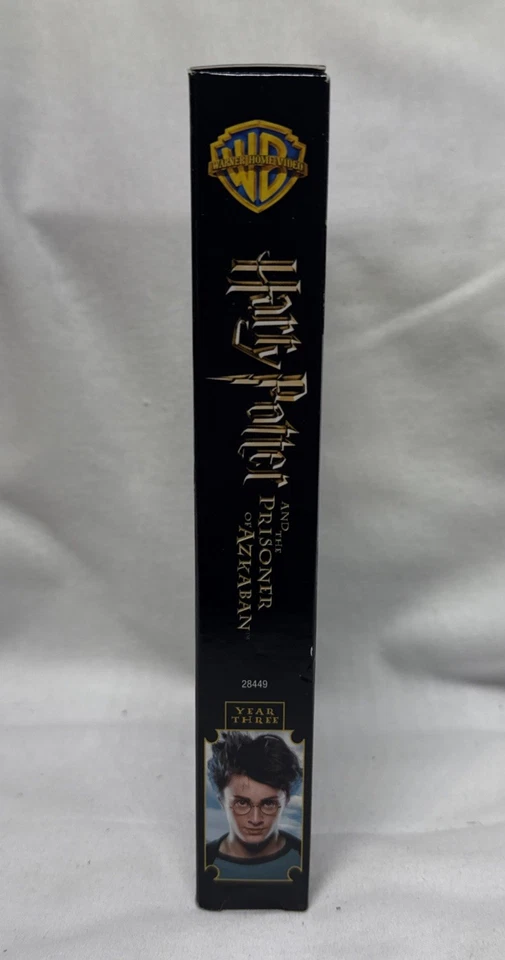 WB
WARNER HOME VIDEO
Harry Potter
AND
THE
PRISONER
OF AZKABAN
28449
YEAR
THREE